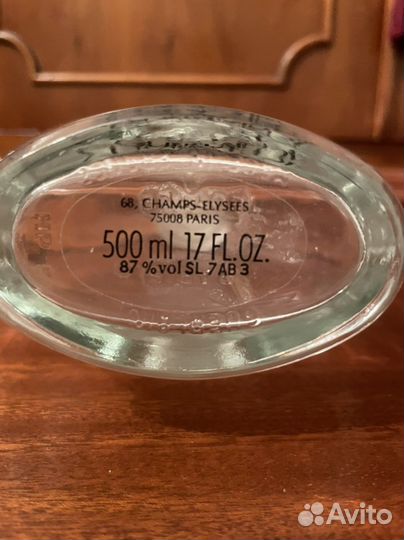 68, CHAMPS-ELYSEES
75008 PARIS
500 ml 17 FL.OZ.
87 %vol SL 7AB 3
Avito